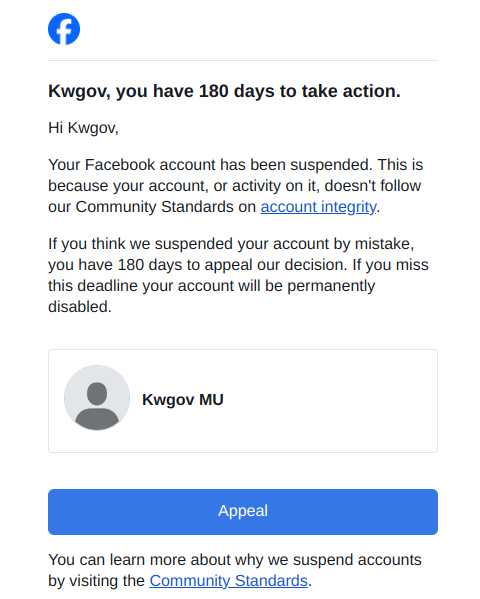 Kwgov, you have 180 days to take action.
Hi Kwgov,
Your Facebook account has been suspended. This is
because your account, or activity on it, doesn't follow
our Community Standards on account integrity.
If you think we suspended your account by mistake,
you have 180 days to appeal our decision. If you miss
this deadline your account will be permanently
disabled.
Kwgov MU
Appeal
You can learn more about why we suspend accounts
by visiting the Community Standards.